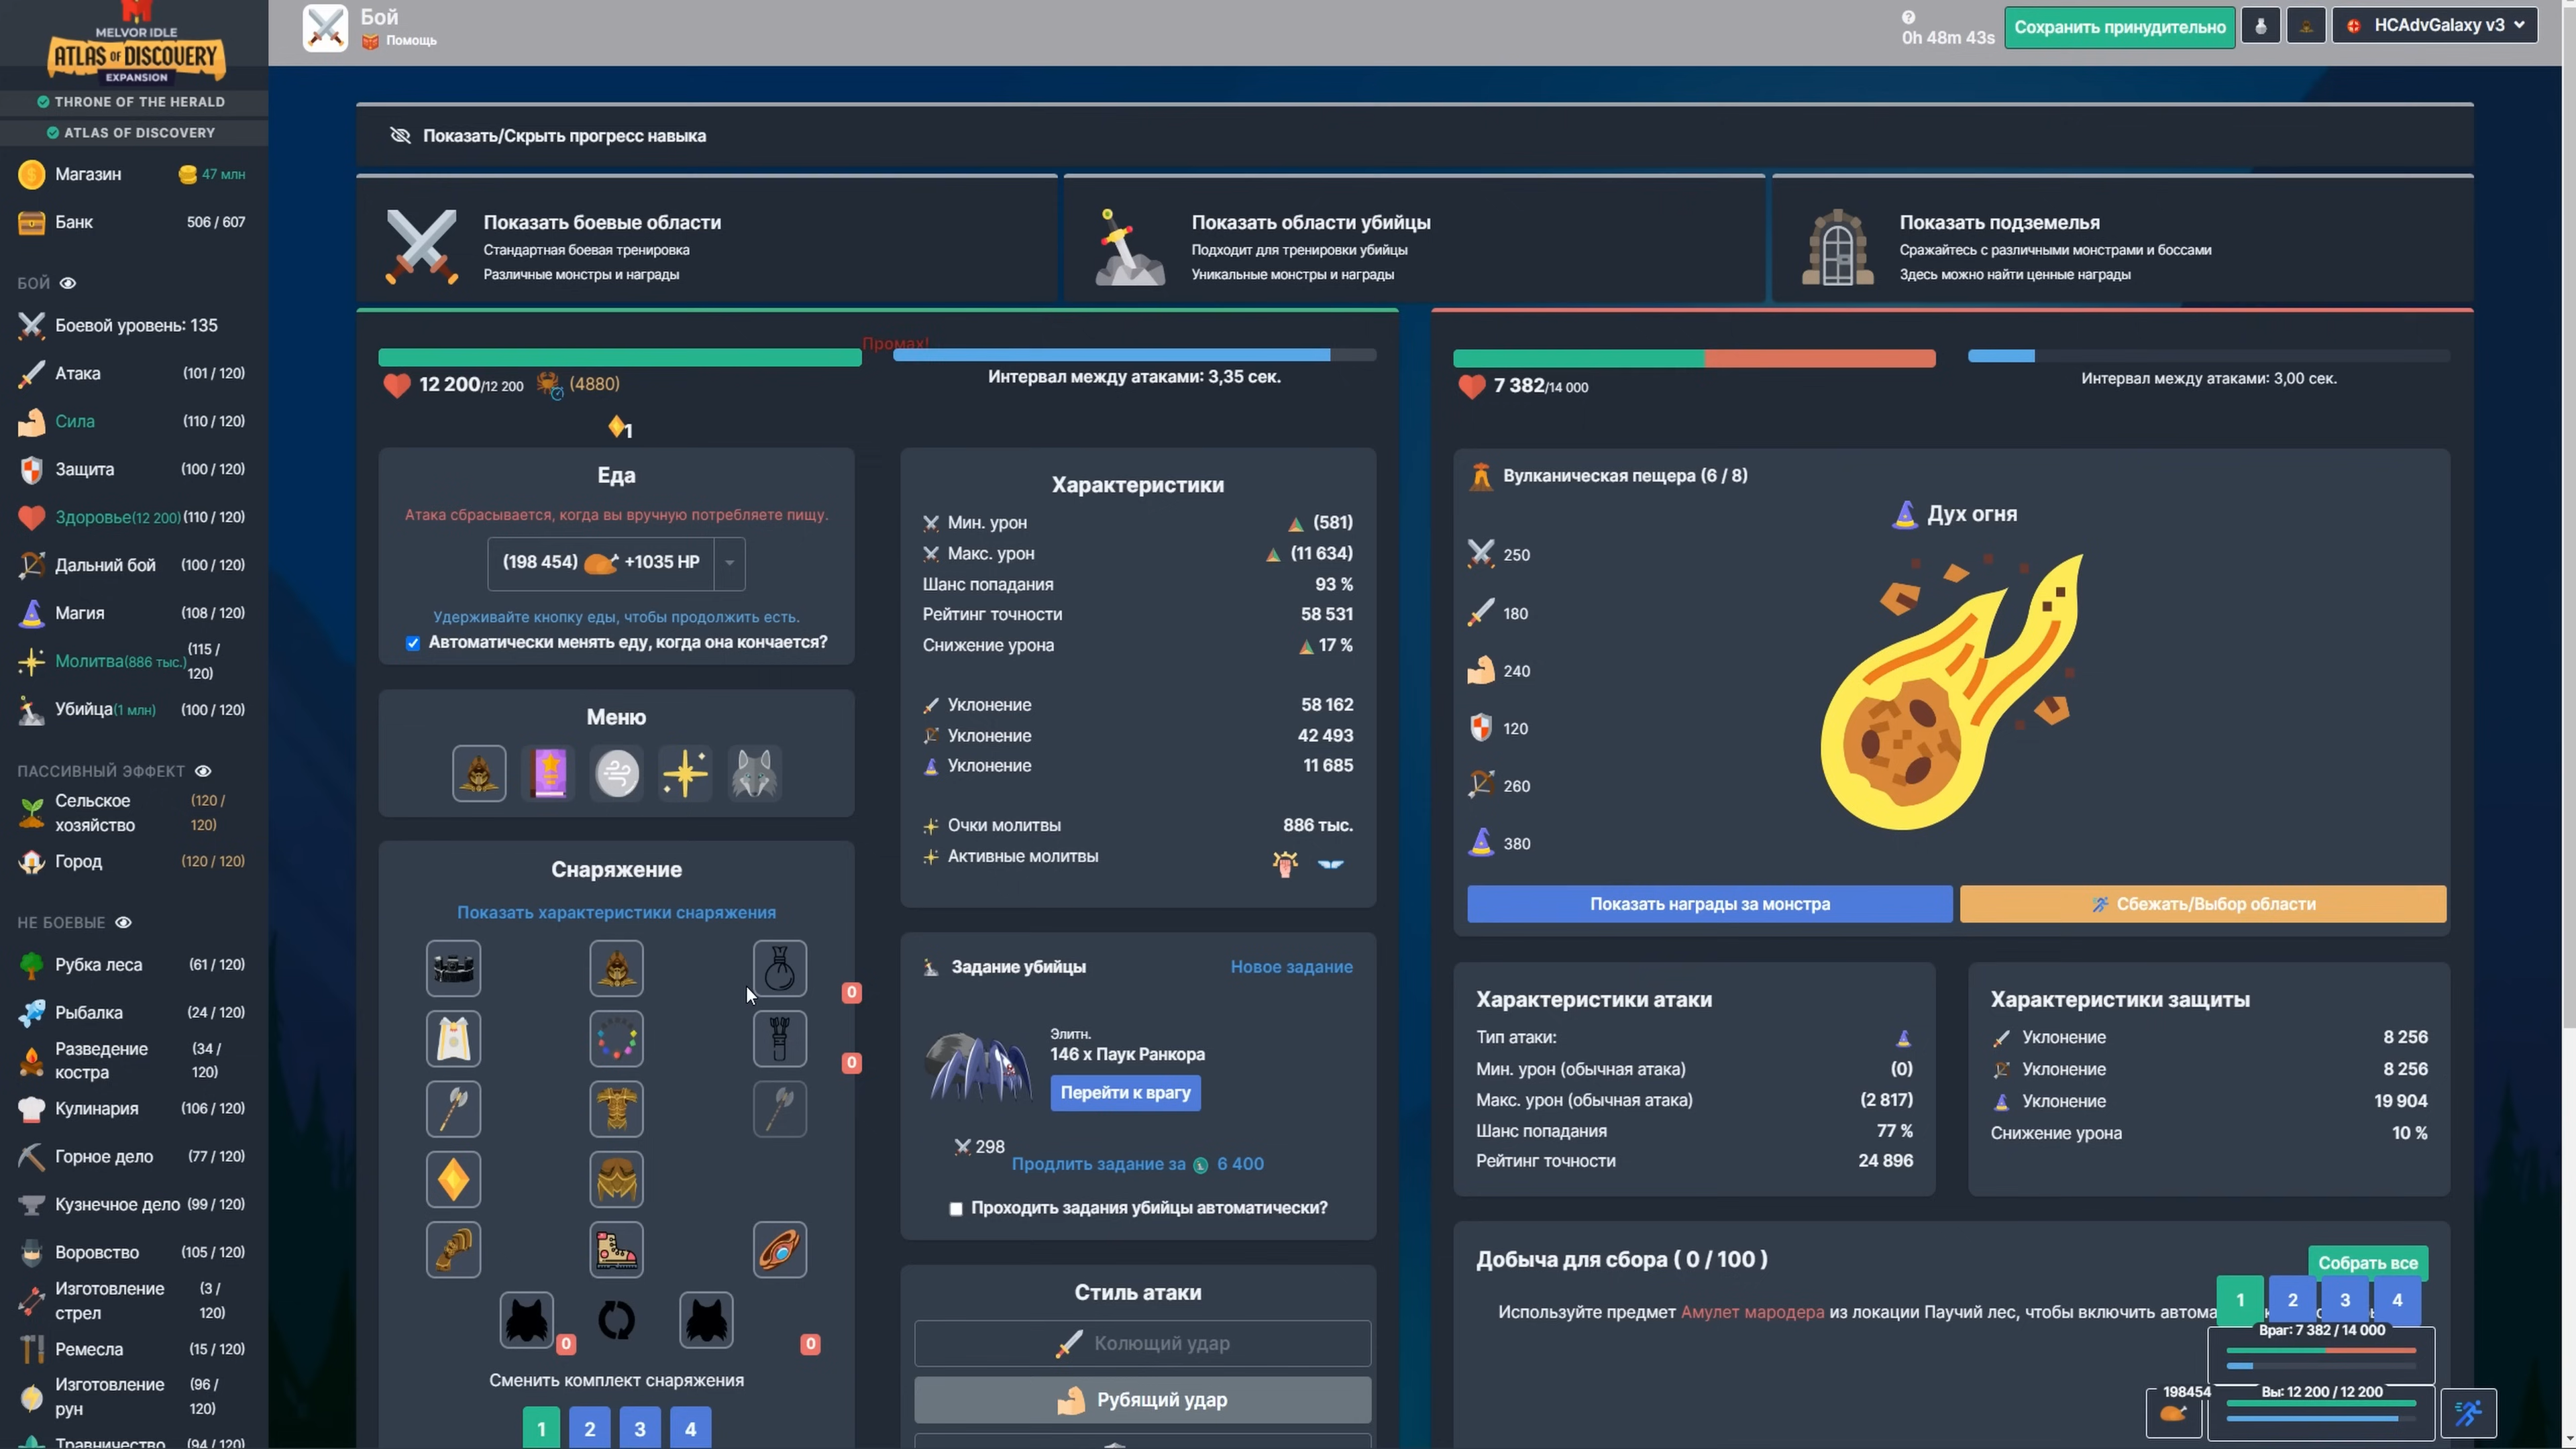 MELVOR IDLE
ATLAS OF DISCOVERY
EXPANSION
THRONE OF THE HERALD
ATLAS OF DISCOVERY
Магазин 47 млн
Банк 506 / 607
БОЙ
Боевой уровень: 135
Атака (101 / 120)
Сила (110 / 120)
Защита (100 / 120)
Здоровье(12 200) (110 / 120)
Дальний бой (100 / 120)
Магия (108 / 120)
Молитва(886 тыс.) (115 / 120)
Убийца(1 млн) (100 / 120)
ПАССИВНЫЙ ЭФФЕКТ
Сельское хозяйство (120 / 120)
Город (120 / 120)
НЕ БОЕВЫЕ
Рубка леса (61 / 120)
Рыбалка (24 / 120)
Разведение костра (34 / 120)
Кулинария (106 / 120)
Горное дело (77 / 120)
Кузнечное дело (99 / 120)
Воровство (105 / 120)
Изготовление стрел (3 / 120)
Ремесла (15 / 120)
Изготовление рун (96 / 120)
Травничество (94 / 120)
Бой
Помощь
0h 48m 43s
Сохранить принудительно
HCAdvGalaxy v3
Показать/Скрыть прогресс навыка
Показать боевые области
Стандартная боевая тренировка
Различные монстры и награды
Показать области убийцы
Подходит для тренировки убийцы
Уникальные монстры и награды
Показать подземелья
Сражайтесь с различными монстрами и боссами
Здесь можно найти ценные награды
Промах!
12 200/12 200 (4880)
1
Интервал между атаками: 3,35 сек.
Еда
Атака сбрасывается, когда вы вручную потребляете пищу.
(198 454) +1035 HP
Удерживайте кнопку еды, чтобы продолжить есть.
Автоматически менять еду, когда она кончается?
Меню
Снаряжение
Показать характеристики снаряжения
0
0
0
0
Сменить комплект снаряжения
1 2 3 4
Характеристики
Мин. урон (581)
Макс. урон (11 634)
Шанс попадания 93 %
Рейтинг точности 58 531
Снижение урона 17 %
Уклонение 58 162
Уклонение 42 493
Уклонение 11 685
Очки молитвы 886 тыс.
Активные молитвы
Задание убийцы Новое задание
Элитн.
146 x Паук Ранкора
Перейти к врагу
298
Продлить задание за 6 400
Проходить задания убийцы автоматически?
Стиль атаки
Колющий удар
Рубящий удар
7 382/14 000
Интервал между атаками: 3,00 сек.
Вулканическая пещера (6 / 8)
Дух огня
250
180
240
120
260
380
Показать награды за монстра
Сбежать/Выбор области
Характеристики атаки
Тип атаки:
Мин. урон (обычная атака) (0)
Макс. урон (обычная атака) (2 817)
Шанс попадания 77 %
Рейтинг точности 24 896
Характеристики защиты
Уклонение 8 256
Уклонение 8 256
Уклонение 19 904
Снижение урона 10 %
Добыча для сбора ( 0 / 100 )
Собрать все
Используйте предмет Амулет мародера из локации Паучий лес, чтобы включить
1 2 3 4
Враг: 7 382 / 14 000
198454
Вы: 12 200 / 12 200